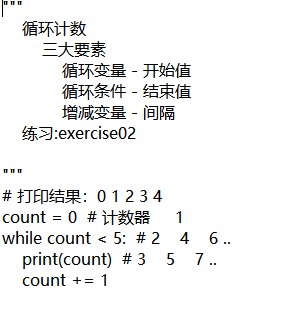 """
循环计数
三大要素
循环变量 - 开始值
循环条件 - 结束值
增减变量 - 间隔
练习:exercise02
"""
# 打印结果：0 1 2 3 4
count = 0  # 计数器      1
while count < 5:  # 2     4     6 ..
print(count)  # 3     5     7 ..
count += 1